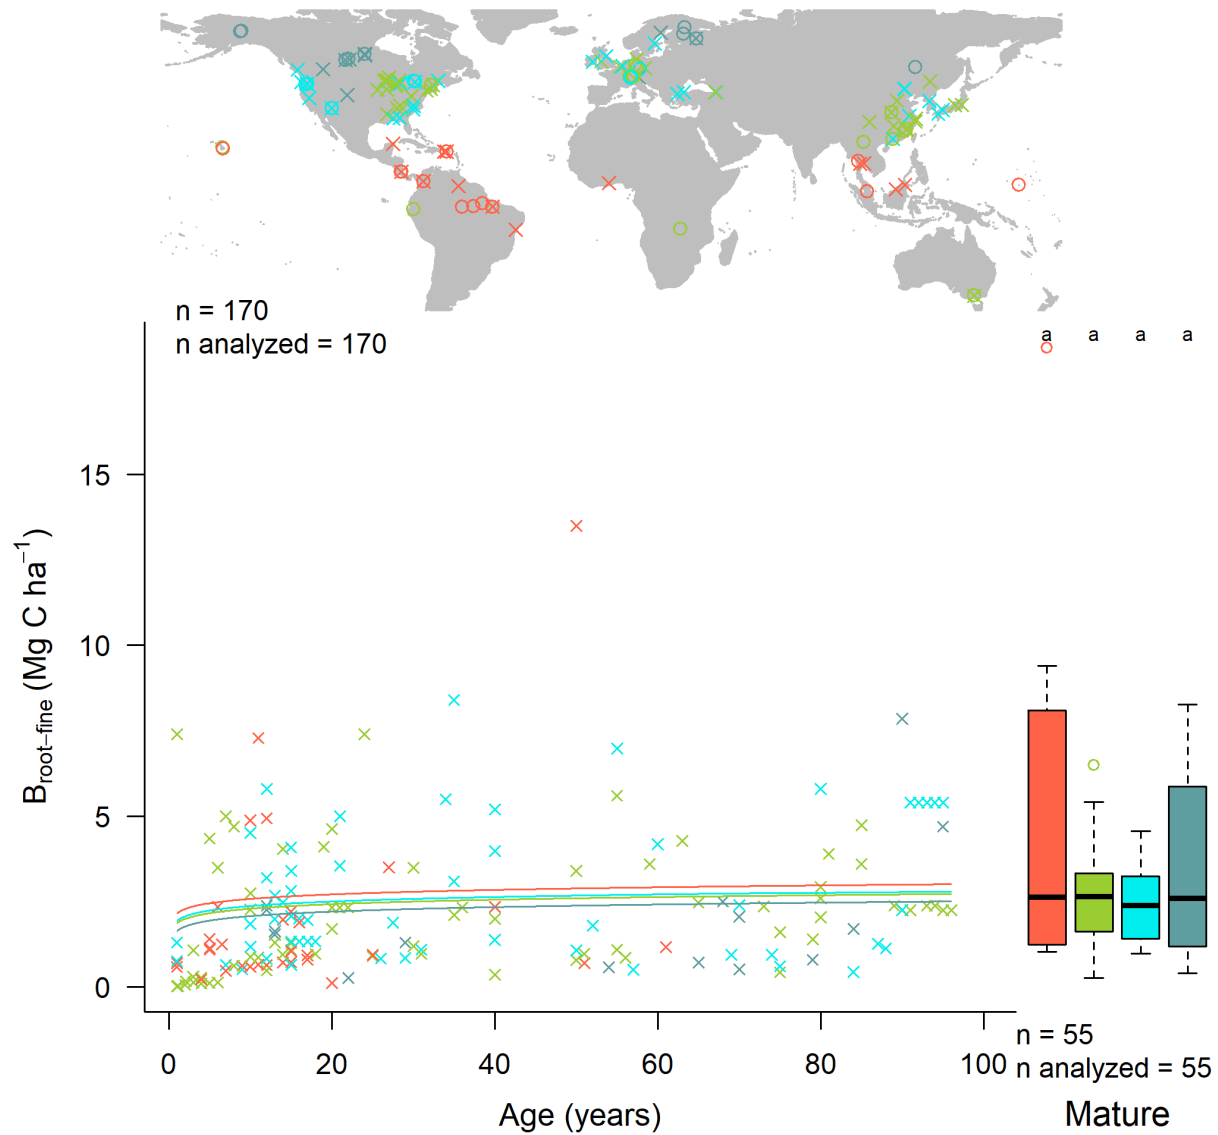 n = 170
n analyzed = 170
a a a a
15
10
5
0
B root−fine (Mg C ha−1)
0 20 40 60 80 100
Age (years)
n = 55
n analyzed = 55
Mature